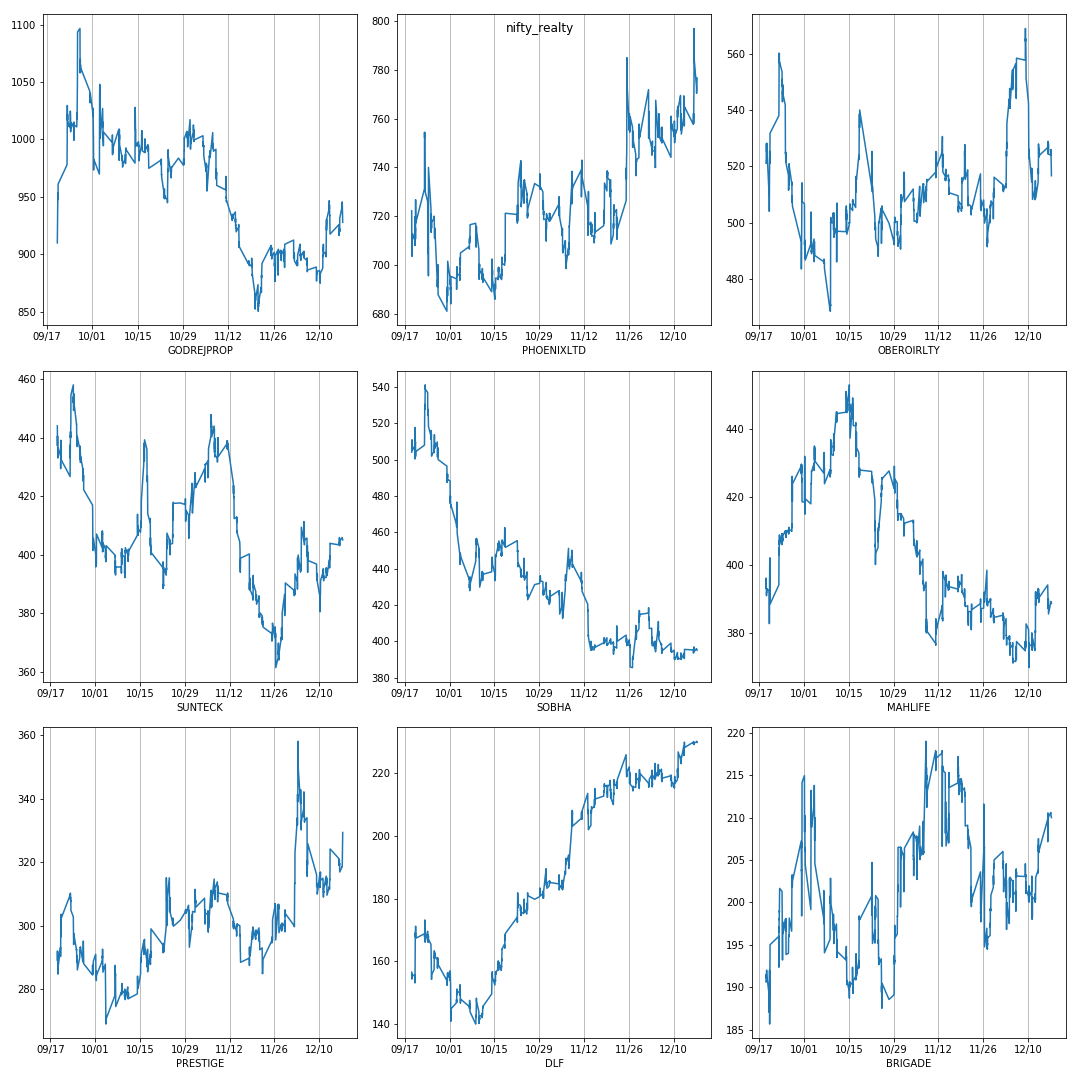 nifty_realty
1100
1050
1000
950
900
850
09/17 10/01 10/15 10/29 11/12 11/26 12/10
GODREJPROP
800
780
760
740
720
700
680
09/17 10/01 10/15 10/29 11/12 11/26 12/10
PHOENIXLTD
560
540
520
500
480
09/17 10/01 10/15 10/29 11/12 11/26 12/10
OBEROIRLTY
460
440
420
400
380
360
09/17 10/01 10/15 10/29 11/12 11/26 12/10
SUNTECK
540
520
500
480
460
440
420
400
380
09/17 10/01 10/15 10/29 11/12 11/26 12/10
SOBHA
440
420
400
380
09/17 10/01 10/15 10/29 11/12 11/26 12/10
MAHLIFE
360
340
320
300
280
09/17 10/01 10/15 10/29 11/12 11/26 12/10
PRESTIGE
220
200
180
160
140
09/17 10/01 10/15 10/29 11/12 11/26 12/10
DLF
220
215
210
205
200
195
190
185
09/17 10/01 10/15 10/29 11/12 11/26 12/10
BRIGADE